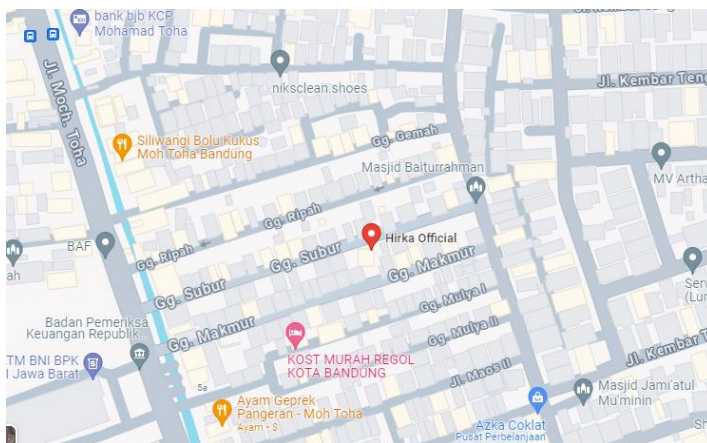 bank bjb KCP
Mohamad Toha
Jl. Moch. Toha
niksclean.shoes
Jl. Kembar Teng
Gg. Gemah
Siliwangi Bolu Kukus
Moh Toha Bandung
Masjid Baiturrahman
MV Artha
Gg. Ripah
Hirka Official
BAF
ah
Gg. Ripah
Gg. Subur
Gg. Subur
Gg. Makmur
Gg. Makmur
Gg. Mulya I
Gg. Mulya II
Serv
(Lur
Badan Pemeriksa
Keuangan Republik
TM BNI BPK
I Jawa Barat
KOST MURAH REGOL
KOTA BANDUNG
Jl. Maos II
Jl. Kembar T
5a
Ayam Geprek
Pangeran - Moh Toha
Ayam • $
Azka Coklat
Pusat Perbelanjaan
Masjid Jami'atul
Mu'minin
Sh